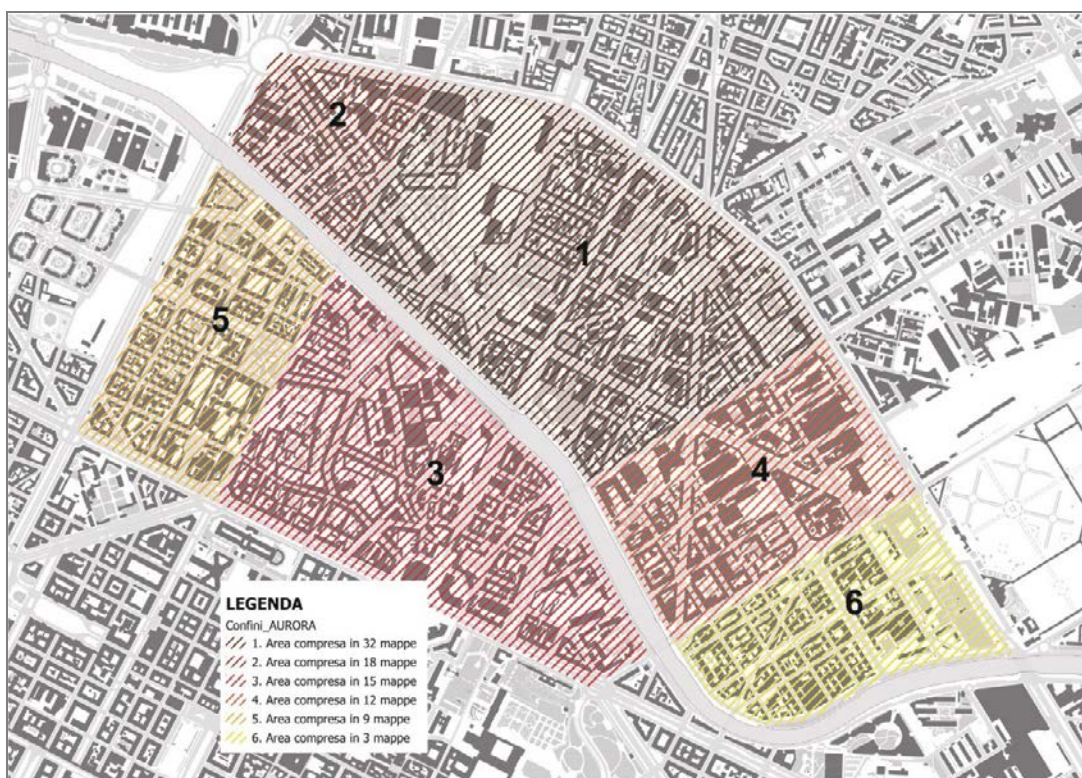 2
1
5
3
4
6
LEGENDA
Confini_AURORA
1. Area compresa in 32 mappe
2. Area compresa in 18 mappe
3. Area compresa in 15 mappe
4. Area compresa in 12 mappe
5. Area compresa in 9 mappe
6. Area compresa in 3 mappe